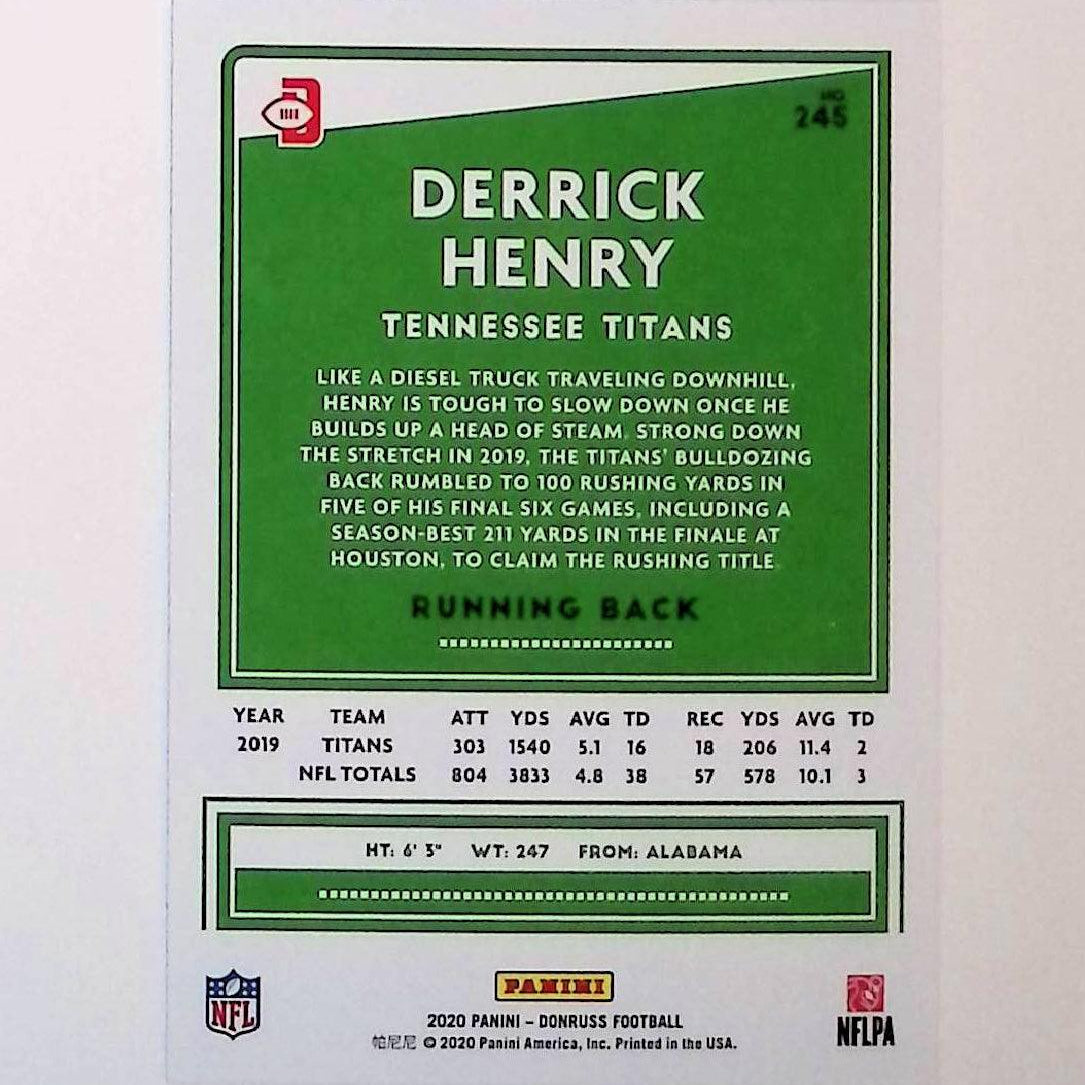 NO
245
DERRICK
HENRY
TENNESSEE TITANS
LIKE A DIESEL TRUCK TRAVELING DOWNHILL,
HENRY IS TOUGH TO SLOW DOWN ONCE HE
BUILDS UP A HEAD OF STEAM. STRONG DOWN
THE STRETCH IN 2019, THE TITANS' BULLDOZING
BACK RUMBLED TO 100 RUSHING YARDS IN
FIVE OF HIS FINAL SIX GAMES, INCLUDING A
SEASON-BEST 211 YARDS IN THE FINALE AT
HOUSTON, TO CLAIM THE RUSHING TITLE
RUNNING BACK
YEAR TEAM ATT YDS AVG TD REC YDS AVG TD
2019 TITANS 303 1540 5.1 16 18 206 11.4 2
NFL TOTALS 804 3833 4.8 38 57 578 10.1 3
HT: 6' 3" WT: 247 FROM: ALABAMA
NFL
PANINI
NFLPA
2020 PANINI – DONRUSS FOOTBALL
帕尼尼 © 2020 Panini America, Inc. Printed in the USA.